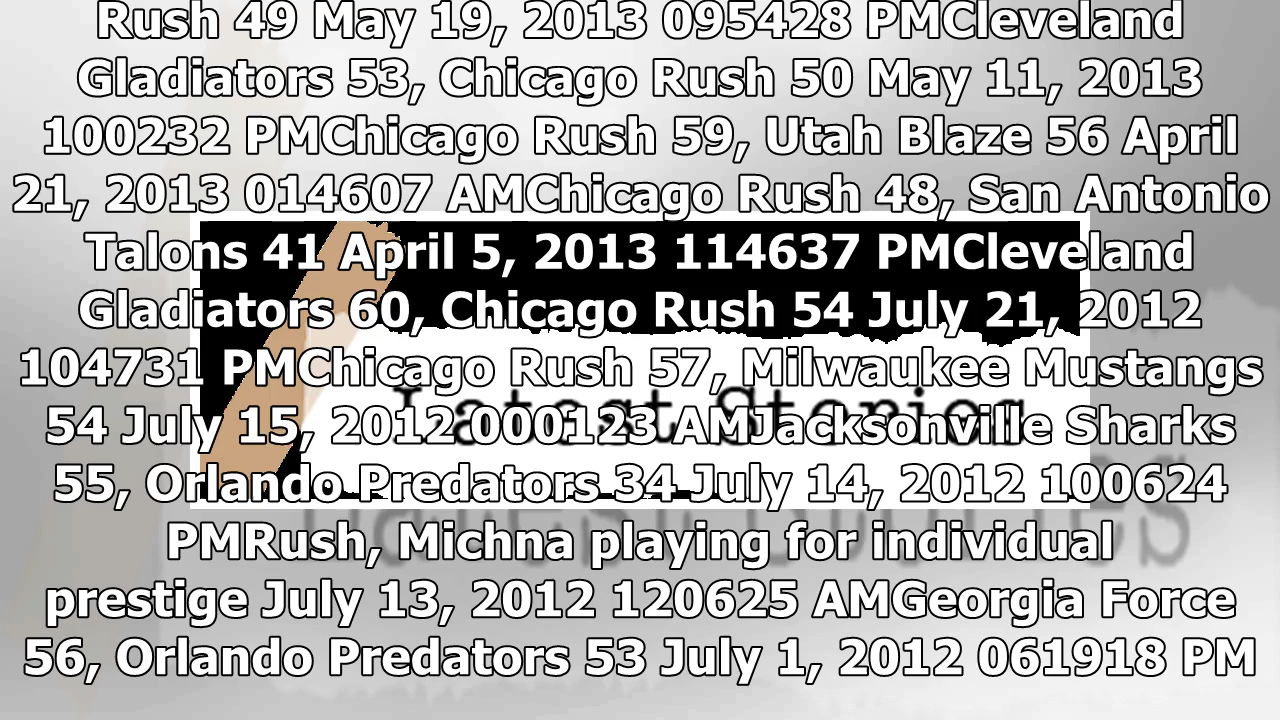 Rush 49 May 19, 2013 095428 PMCleveland
Gladiators 53, Chicago Rush 50 May 11, 2013
100232 PMChicago Rush 59, Utah Blaze 56 April
21, 2013 014607 AMChicago Rush 48, San Antonio
Talons 41 April 5, 2013 114637 PMCleveland
Gladiators 60, Chicago Rush 54 July 21, 2012
104731 PMChicago Rush 57, Milwaukee Mustangs
54 July 15, 2012 000123 AMJacksonville Sharks
55, Orlando Predators 34 July 14, 2012 100624
PMRush, Michna playing for individual
prestige July 13, 2012 120625 AMGeorgia Force
56, Orlando Predators 53 July 1, 2012 061918 PM
Latest Stories
Latest Stories